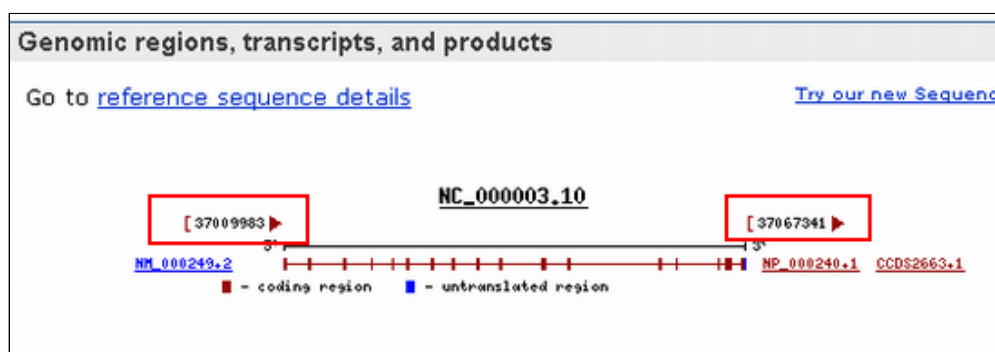 Genomic regions, transcripts, and products
Go to reference sequence details
Try our new Sequenc
NC_000003.10
[ 37009983
[ 37067341
5'
3'
NM_000249.2
NP_000240.1 CCDS2663.1
- coding region - untranslated region